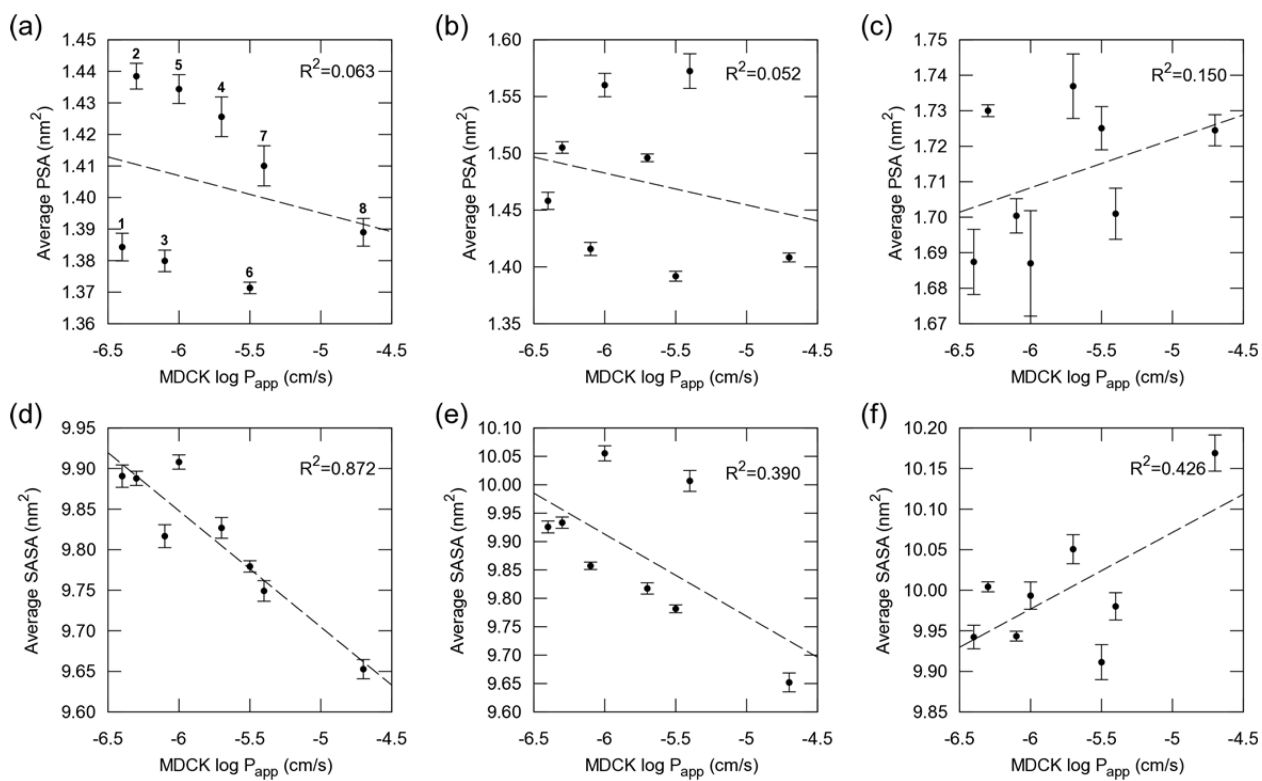 (a)
Average PSA (nm²)
1.45
1.44
1.43
1.42
1.41
1.40
1.39
1.38
1.37
1.36
R²=0.063
2
5
4
7
1
3
6
8
-6.5 -6 -5.5 -5 -4.5
MDCK log Papp (cm/s)
(b)
Average PSA (nm²)
1.60
1.55
1.50
1.45
1.40
1.35
R²=0.052
-6.5 -6 -5.5 -5 -4.5
MDCK log Papp (cm/s)
(c)
Average PSA (nm²)
1.75
1.74
1.73
1.72
1.71
1.70
1.69
1.68
1.67
R²=0.150
-6.5 -6 -5.5 -5 -4.5
MDCK log Papp (cm/s)
(d)
Average SASA (nm²)
9.95
9.90
9.85
9.80
9.75
9.70
9.65
9.60
R²=0.872
-6.5 -6 -5.5 -5 -4.5
MDCK log Papp (cm/s)
(e)
Average SASA (nm²)
10.10
10.05
10.00
9.95
9.90
9.85
9.80
9.75
9.70
9.65
9.60
R²=0.390
-6.5 -6 -5.5 -5 -4.5
MDCK log Papp (cm/s)
(f)
Average SASA (nm²)
10.20
10.15
10.10
10.05
10.00
9.95
9.90
9.85
R²=0.426
-6.5 -6 -5.5 -5 -4.5
MDCK log Papp (cm/s)